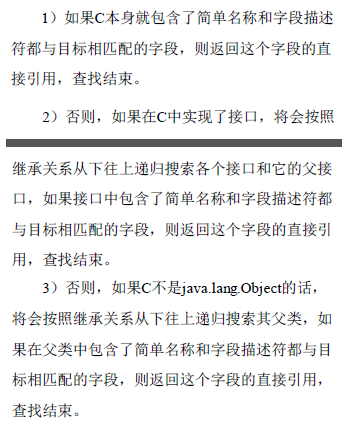 1）如果C本身就包含了简单名称和字段描述
符都与目标相匹配的字段，则返回这个字段的直
接引用，查找结束。
2）否则，如果在C中实现了接口，将会按照
继承关系从下往上递归搜索各个接口和它的父接
口，如果接口中包含了简单名称和字段描述符都
与目标相匹配的字段，则返回这个字段的直接引
用，查找结束。
3）否则，如果C不是java.lang.Object的话，
将会按照继承关系从下往上递归搜索其父类，如
果在父类中包含了简单名称和字段描述符都与目
标相匹配的字段，则返回这个字段的直接引用，
查找结束。